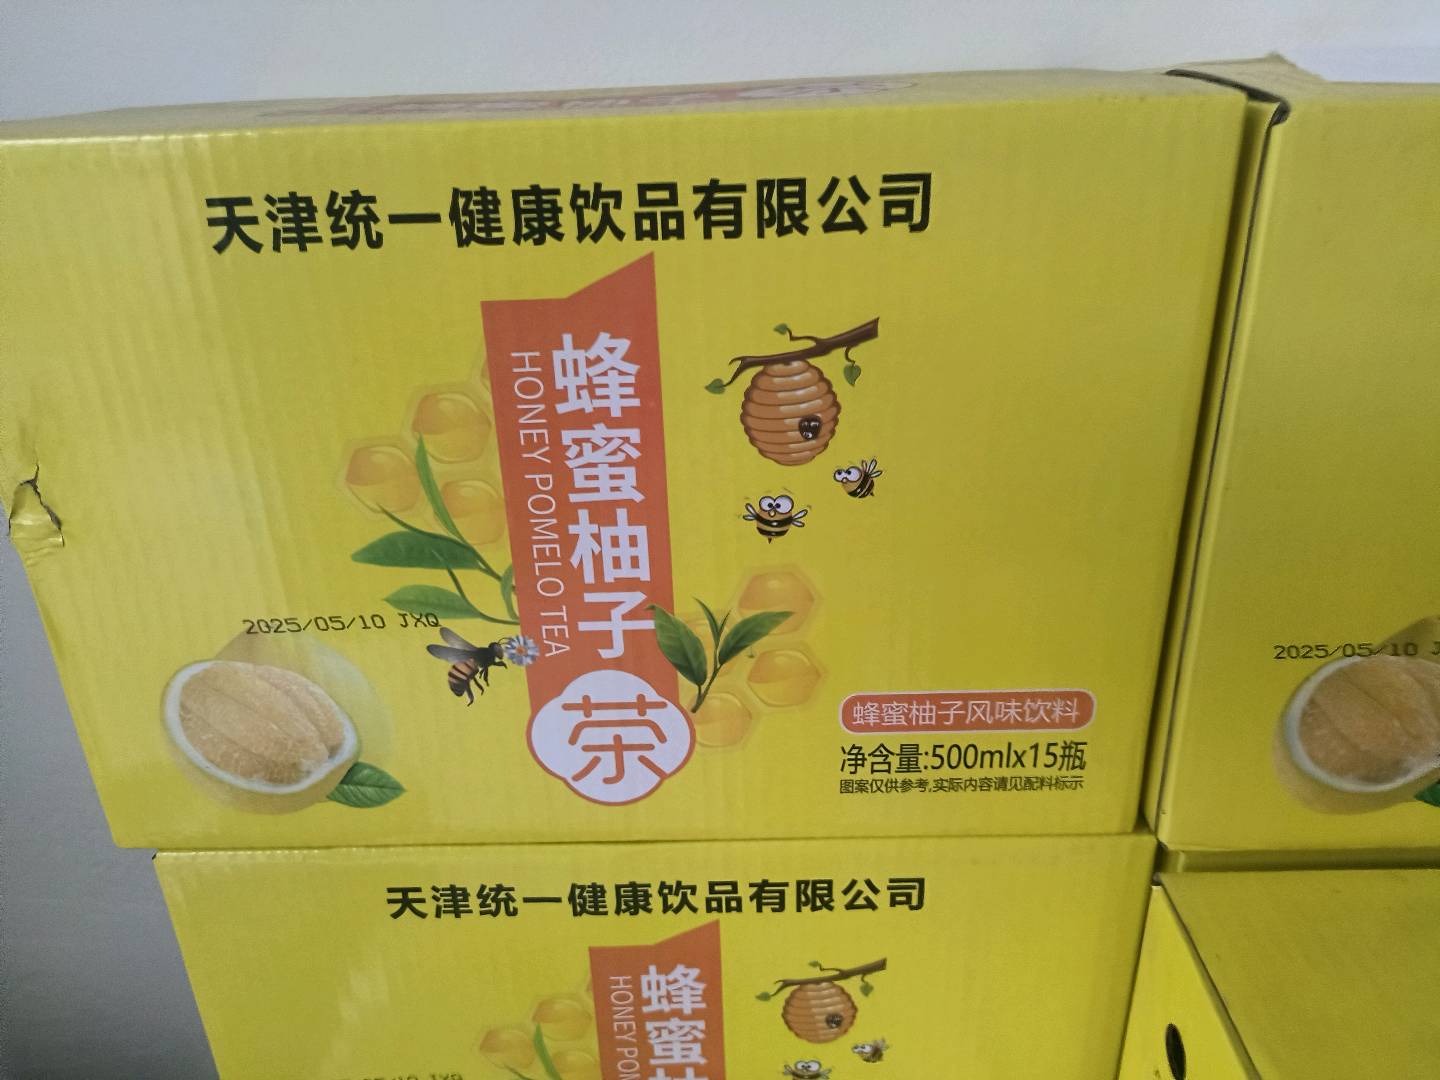 天津统一健康饮品有限公司
蜂蜜柚子
HONEY POMELO TEA
茶
2025/05/10 JXQ
蜂蜜柚子风味饮料
净含量:500mlx15瓶
图案仅供参考,实际内容请见配料标示
2025/05/10 J
天津统一健康饮品有限公司
蜂蜜
HONEY POM